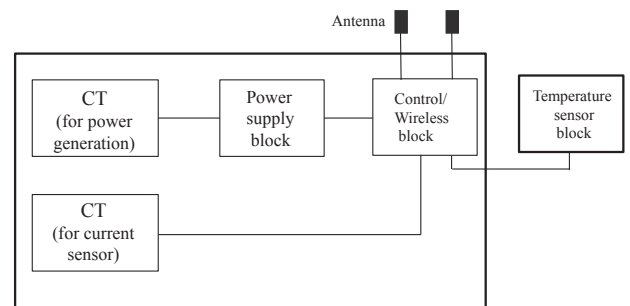 Antenna
CT
(for power
generation)
Power
supply
block
Control/
Wireless
block
Temperature
sensor
block
CT
(for current
sensor)